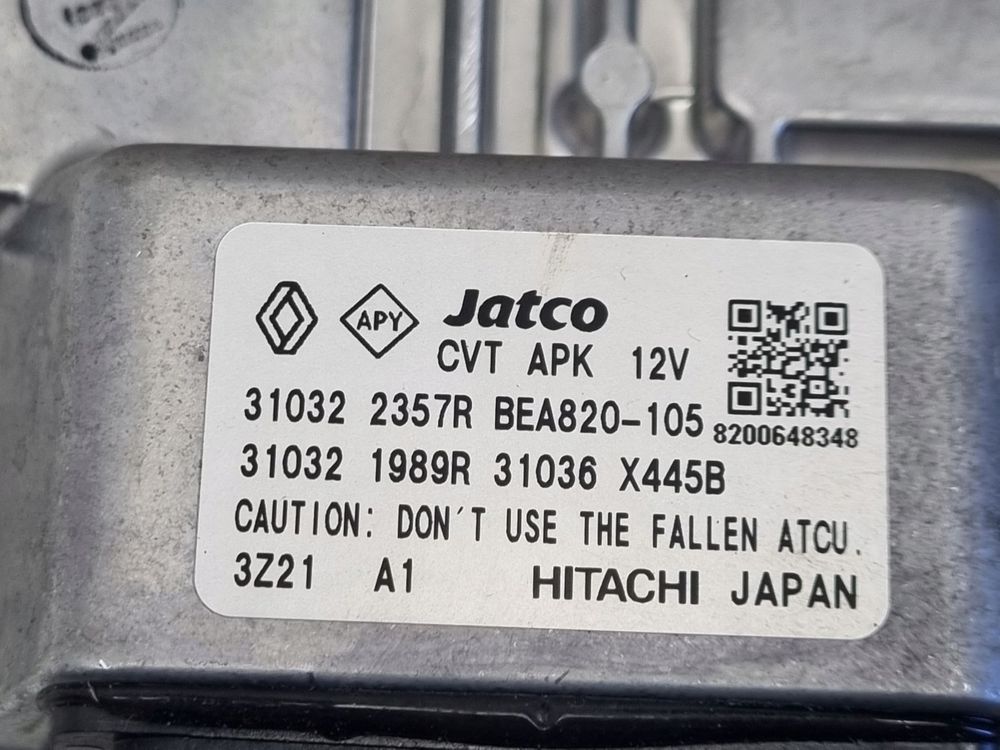 APY Jatco
CVT APK 12V
31032 2357R BEA820-105
8200648348
31032 1989R 31036 X445B
CAUTION: DON'T USE THE FALLEN ATCU.
3Z21 A1 HITACHI JAPAN